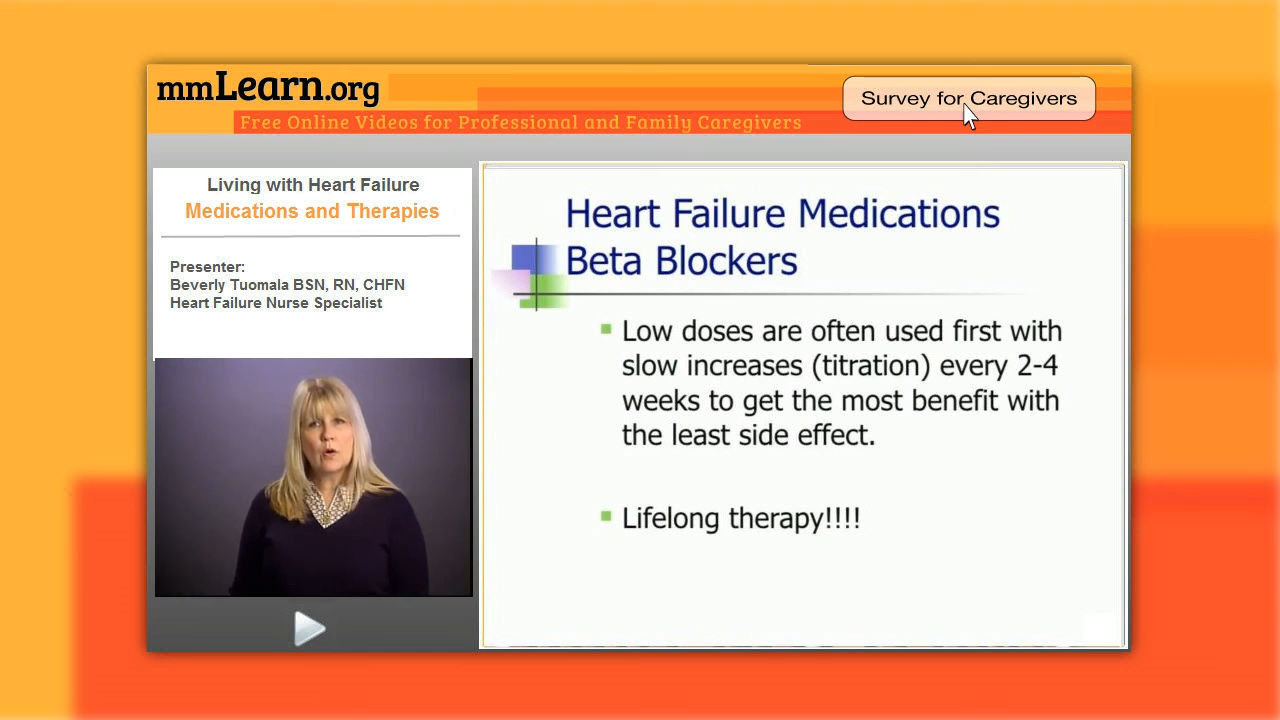 mmLearn.org
Free Online Videos for Professional and Family Caregivers
Survey for Caregivers
Living with Heart Failure
Medications and Therapies
Presenter:
Beverly Tuomala BSN, RN, CHFN
Heart Failure Nurse Specialist
Heart Failure Medications
Beta Blockers
Low doses are often used first with
slow increases (titration) every 2-4
weeks to get the most benefit with
the least side effect.
Lifelong therapy!!!!